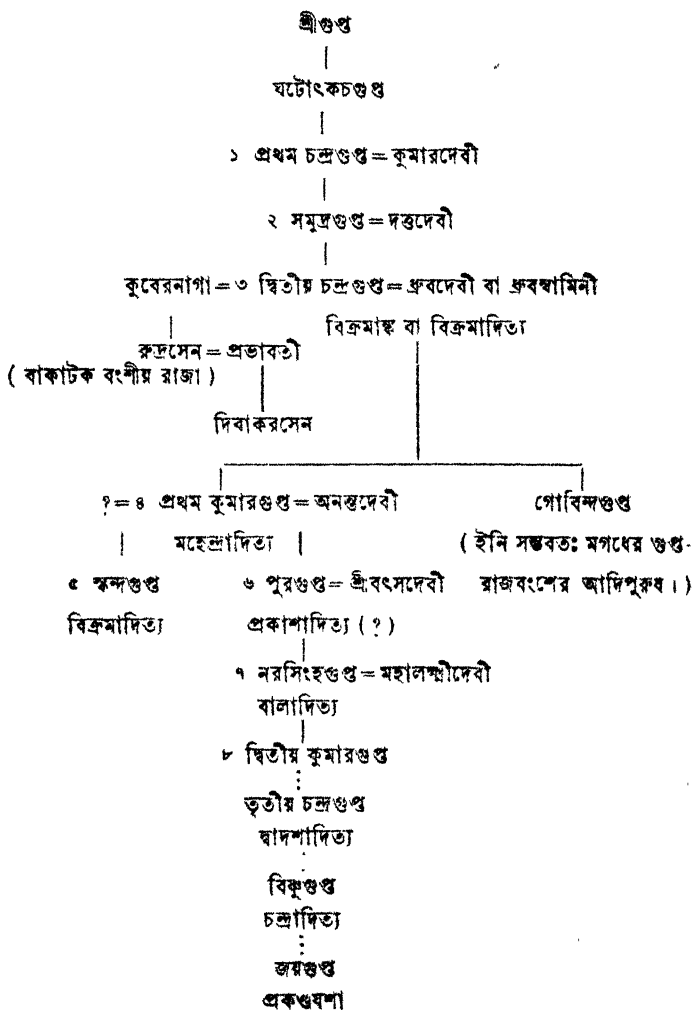 শ্রীগুপ্ত
ঘটোৎকচগুপ্ত
১ প্রথম চন্দ্রগুপ্ত = কুমারদেবী
২ সমুদ্রগুপ্ত = দত্তদেবী
কুবেরনাগা = ৩ দ্বিতীয় চন্দ্রগুপ্ত = ধ্রুবদেবী বা ধ্রুবস্বামিনী
বিক্রমাঙ্ক বা বিক্রমাদিত্য
রুদ্রসেন = প্রভাবতী
( বাকাটক বংশীয় রাজা )
দিবাকরসেন
? = ৪ প্রথম কুমারগুপ্ত = অনন্তদেবী গোবিন্দগুপ্ত
মহেন্দ্রাদিত্য ( ইনি সম্ভবতঃ মগধের গুপ্ত-
৫ স্কন্দগুপ্ত ৬ পুরগুপ্ত = শ্রীবৎসদেবী রাজবংশের আদিপুরুষ। )
বিক্রমাদিত্য প্রকাশাদিত্য ( ? )
৭ নরসিংহগুপ্ত = মহালক্ষ্মীদেবী
বালাদিত্য
৮ দ্বিতীয় কুমারগুপ্ত
তৃতীয় চন্দ্রগুপ্ত
দ্বাদশাদিত্য
বিষ্ণুগুপ্ত
চন্দ্রাদিত্য
জয়গুপ্ত
প্রকণ্ডযশা